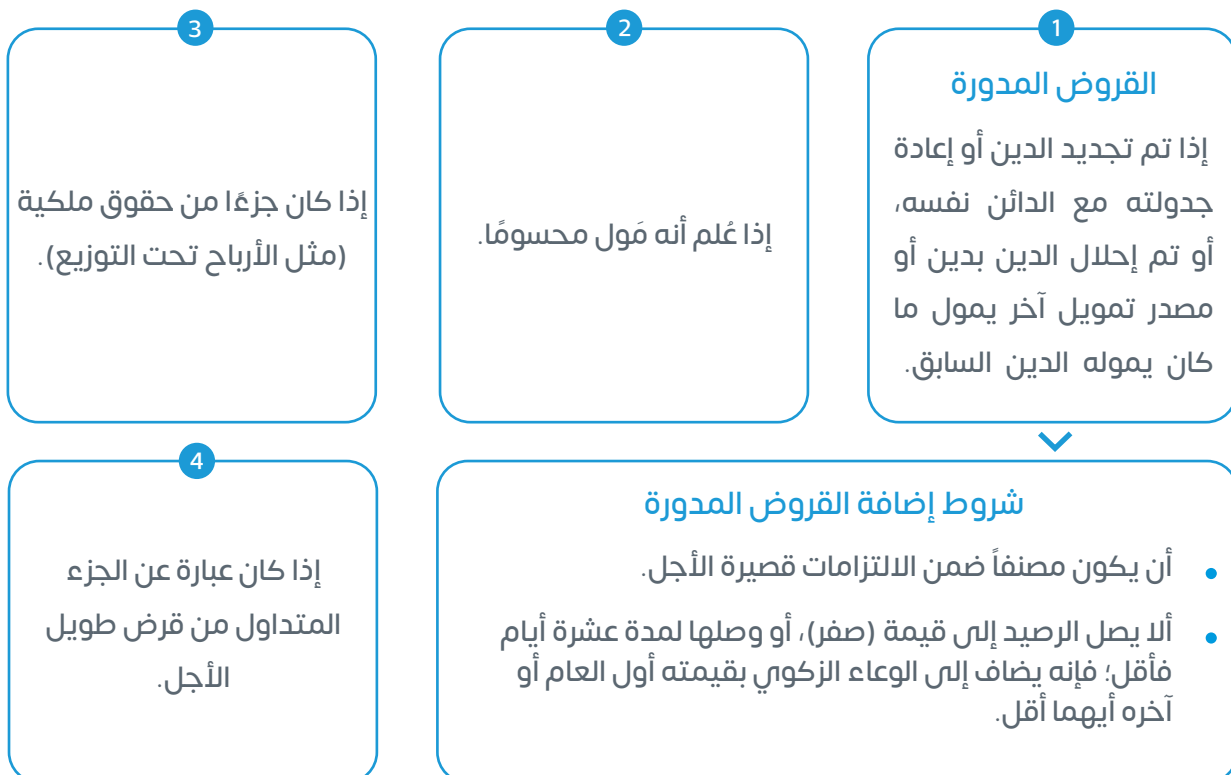 1
القروض المدورة
إذا تم تجديد الدين أو إعادة
جدولته مع الدائن نفسه،
أو تم إحلال الدين بدين أو
مصدر تمويل آخر يمول ما
كان يموله الدين السابق.
2
إذا عُلم أنه مَول محسومًا.
3
إذا كان جزءًا من حقوق ملكية
(مثل الأرباح تحت التوزيع).
شروط إضافة القروض المدورة
• أن يكون مصنفاً ضمن الالتزامات قصيرة الأجل.
• ألا يصل الرصيد إلى قيمة (صفر)، أو وصلها لمدة عشرة أيام
فأقل؛ فإنه يضاف إلى الوعاء الزكوي بقيمته أول العام أو
آخره أيهما أقل.
4
إذا كان عبارة عن الجزء
المتداول من قرض طويل
الأجل.